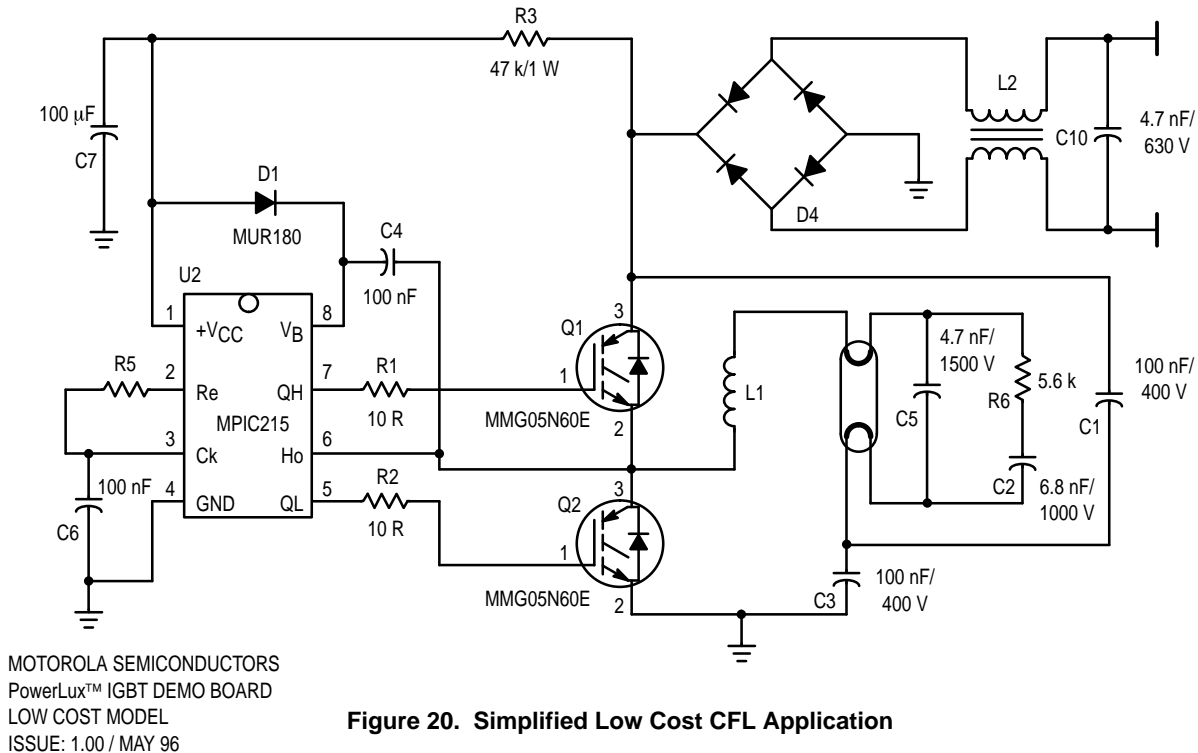 R3
47 k/1 W
L2
100 μF
C7
C10
4.7 nF/
630 V
D1
MUR180
D4
C4
100 nF
U2
1
+VCC
VB
8
Q1
3
R5
2
Re
QH
7
R1
10 R
1
MMG05N60E
2
L1
4.7 nF/
1500 V
C5
5.6 k
R6
100 nF/
400 V
C1
MPIC215
3
Ck
Ho
6
100 nF
C6
4
GND
QL
5
R2
10 R
Q2
3
1
MMG05N60E
2
C2
6.8 nF/
1000 V
100 nF/
400 V
C3
MOTOROLA SEMICONDUCTORS
PowerLux™ IGBT DEMO BOARD
LOW COST MODEL
ISSUE: 1.00 / MAY 96
Figure 20. Simplified Low Cost CFL Application